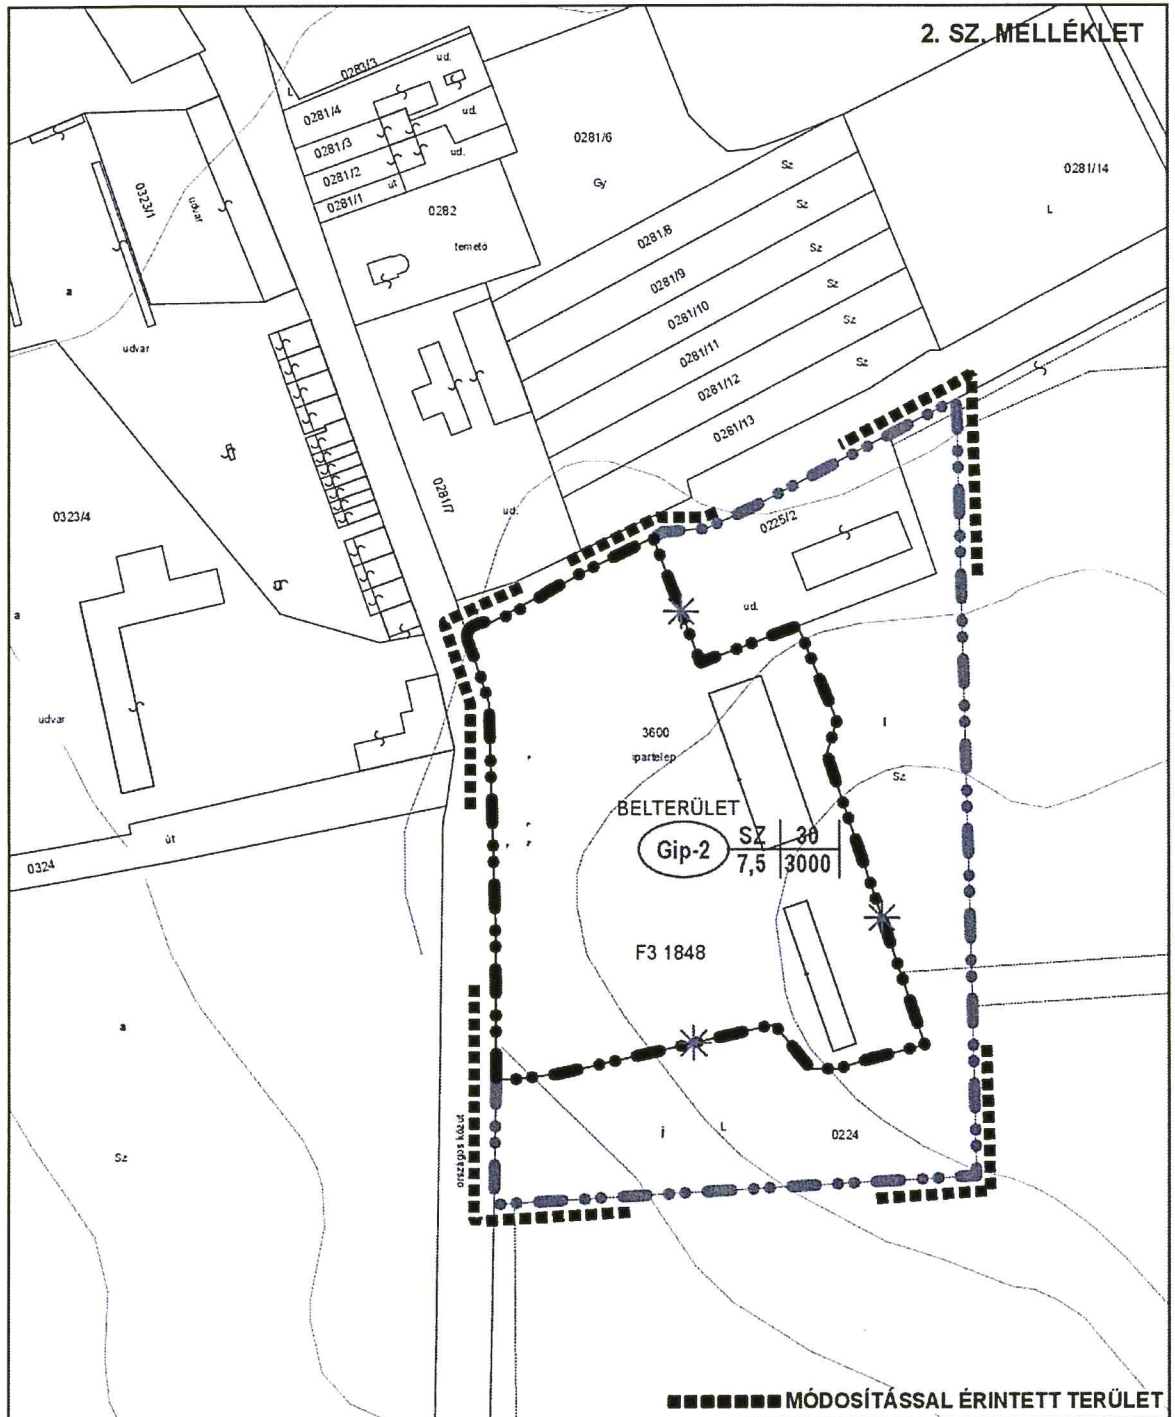 2. SZ. MELLÉKLET
0283/3
ud.
0281/4
0281/3
ud.
0281/2
ud.
0281/1
út
0281/6
Gy
0282
temető
0281/14
L
Sz
Sz
Sz
Sz
Sz
Sz
0281/8
0281/9
0281/10
0281/11
0281/12
0281/13
0323/1
udvar
a
udvar
0323/4
a
udvar
0281/7
ud.
0225/2
ud.
3600
ipartelep
I
Sz
BELTERÜLET
Gip-2
SZ 30
7,5 3000
út
0324
F3 1848
a
Sz
országos közút
L
0224
MÓDOSÍTÁSSAL ÉRINTETT TERÜLET